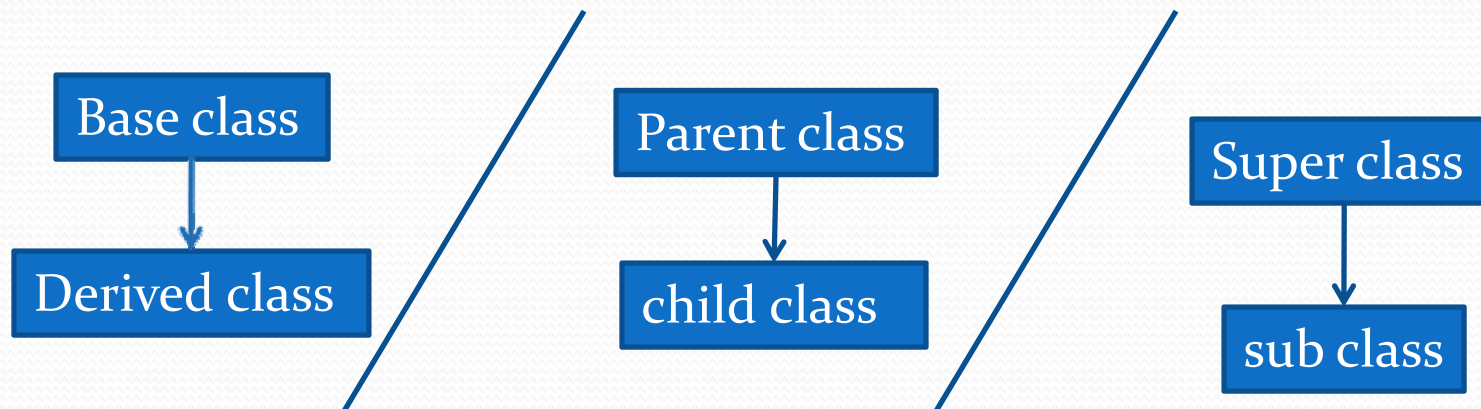 Base class
Derived class
Parent class
child class
Super class
sub class